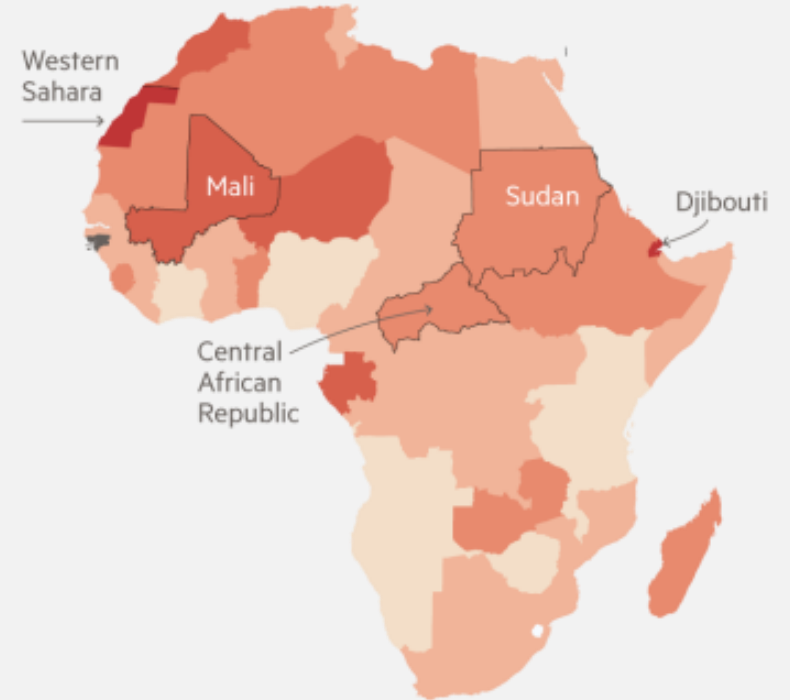 Western
Sahara
Mali
Sudan
Djibouti
Central
African
Republic